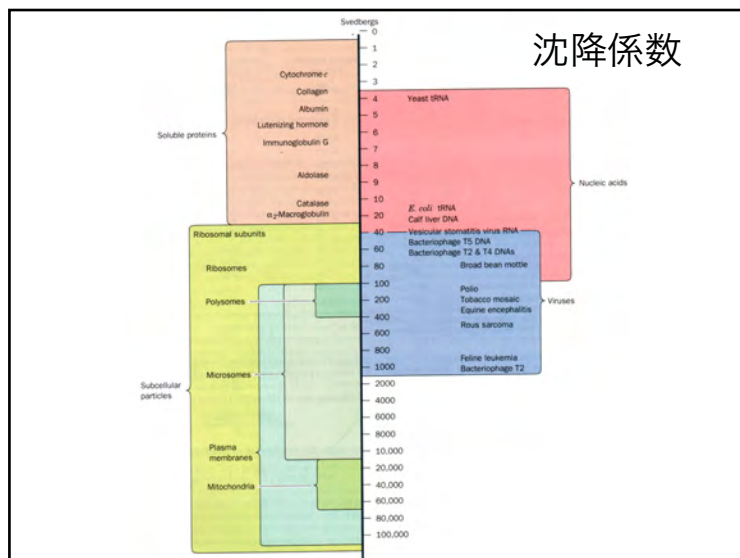 沈降係数
Svedbergs
0
1
2
3
4
5
6
7
8
9
10
20
40
60
80
100
200
400
600
800
1000
2000
4000
6000
8000
10,000
20,000
40,000
60,000
80,000
100,000
Soluble proteins
Cytochrome c
Collagen
Albumin
Lutenizing hormone
Immunoglobulin G
Aldolase
Catalase
α2-Macroglobulin
Subcellular
particles
Ribosomal subunits
Ribosomes
Polysomes
Microsomes
Plasma
membranes
Mitochondria
Nucleic acids
Yeast tRNA
E. coli tRNA
Calf liver DNA
Vesicular stomatitis virus RNA
Bacteriophage T5 DNA
Bacteriophage T2 & T4 DNAs
Viruses
Broad bean mottle
Polio
Tobacco mosaic
Equine encephalitis
Rous sarcoma
Feline leukemia
Bacteriophage T2